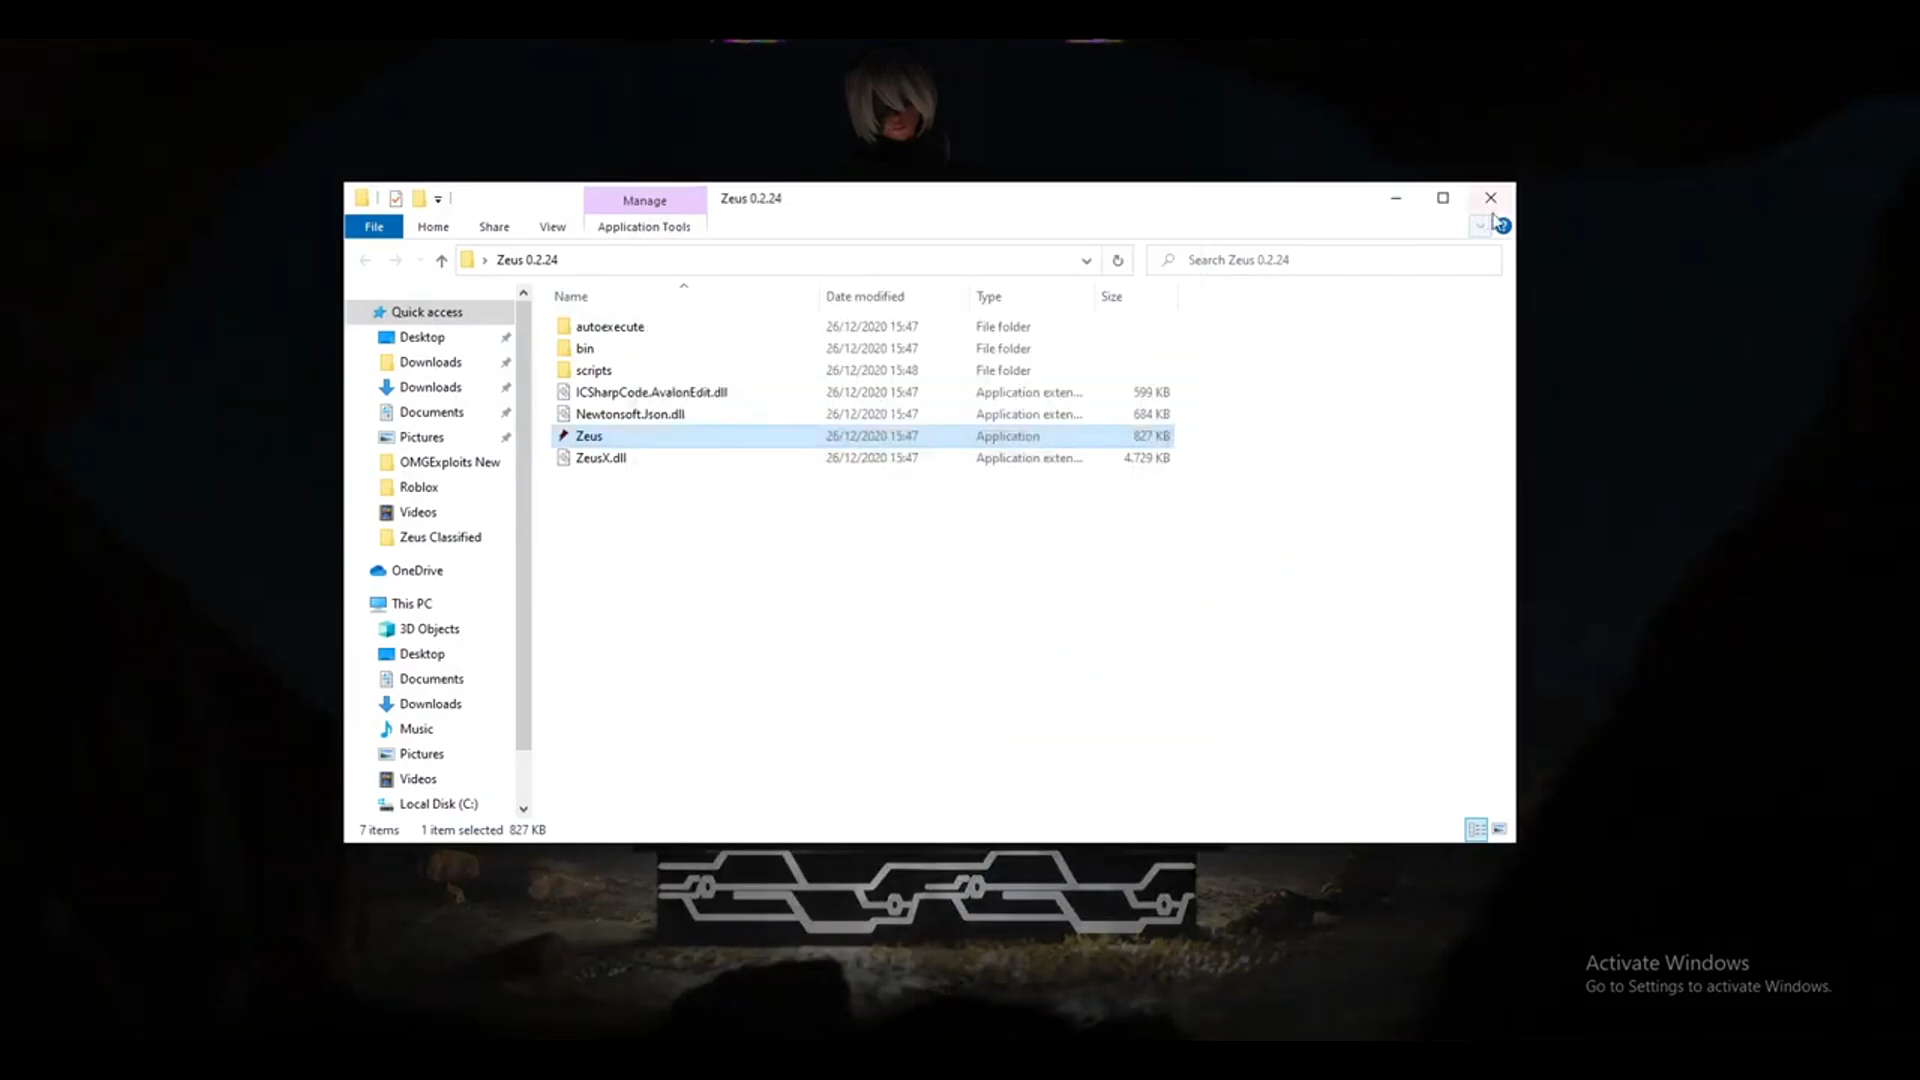 Manage
Zeus 0.2.24
File
Home
Share
View
Application Tools
Zeus 0.2.24
Search Zeus 0.2.24
Name
Date modified
Type
Size
Quick access
Desktop
Downloads
Downloads
Documents
Pictures
OMGExploits New
Roblox
Videos
Zeus Classified
OneDrive
This PC
3D Objects
Desktop
Documents
Downloads
Music
Pictures
Videos
Local Disk (C:)
autoexecute 26/12/2020 15:47 File folder
bin 26/12/2020 15:47 File folder
scripts 26/12/2020 15:48 File folder
ICSharpCode.AvalonEdit.dll 26/12/2020 15:47 Application exten... 599 KB
Newtonsoft.Json.dll 26/12/2020 15:47 Application exten... 684 KB
Zeus 26/12/2020 15:47 Application 827 KB
ZeusX.dll 26/12/2020 15:47 Application exten... 4.729 KB
7 items 1 item selected 827 KB
Activate Windows
Go to Settings to activate Windows.